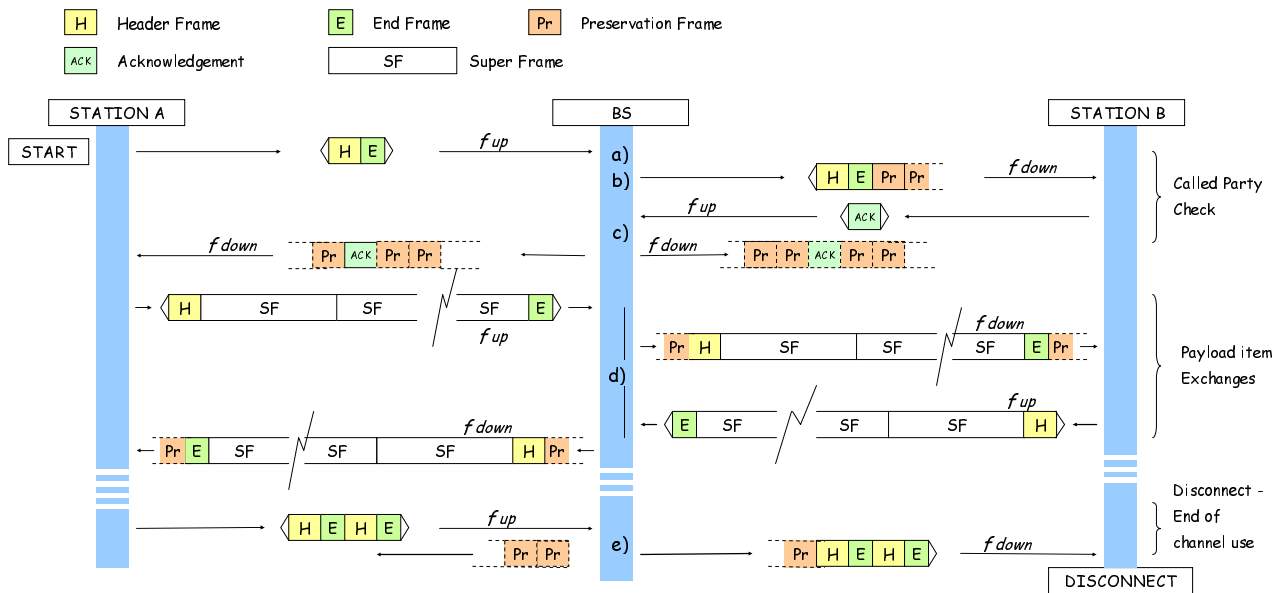 H Header Frame E End Frame Pr Preservation Frame
ACK Acknowledgement SF Super Frame
STATION A BS STATION B
START H E f up a)
b) H E Pr Pr f down
Called Party
Check
f up ACK
c)
f down Pr ACK Pr Pr f down Pr Pr ACK Pr Pr
H SF SF SF E
f up
f down
Pr H SF SF SF E Pr
Payload item
Exchanges
d)
f up
E SF SF SF H
f down
Pr E SF SF SF H Pr
Disconnect -
End of
channel use
H E H E f up
e)
Pr Pr Pr H E H E f down
DISCONNECT